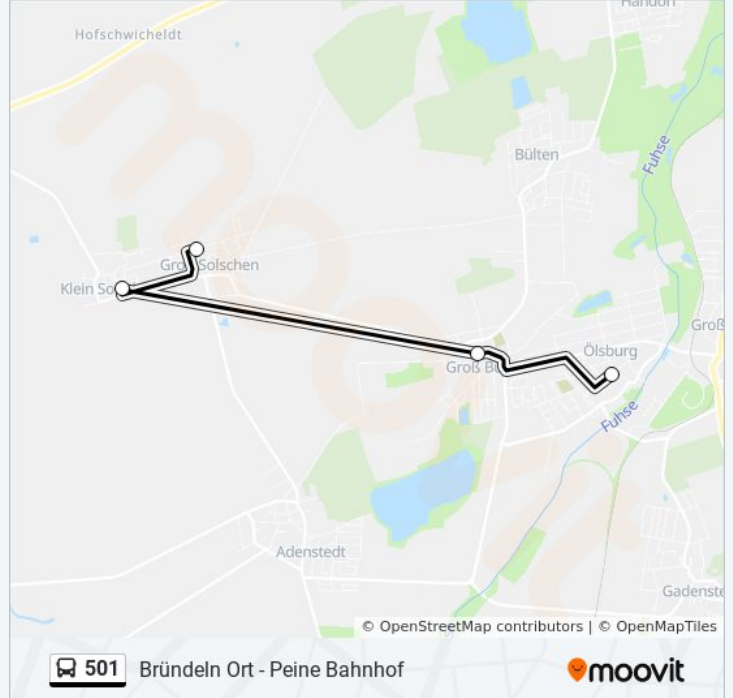 Handorf
Hofschwicheldt
Fuhse
Bülten
Groß Solschen
Klein So
Groß
Ölsburg
Groß Bü
Fuhse
Adenstedt
Gadenste
© OpenStreetMap contributors | © OpenMapTiles
501 Bründeln Ort - Peine Bahnhof moovit